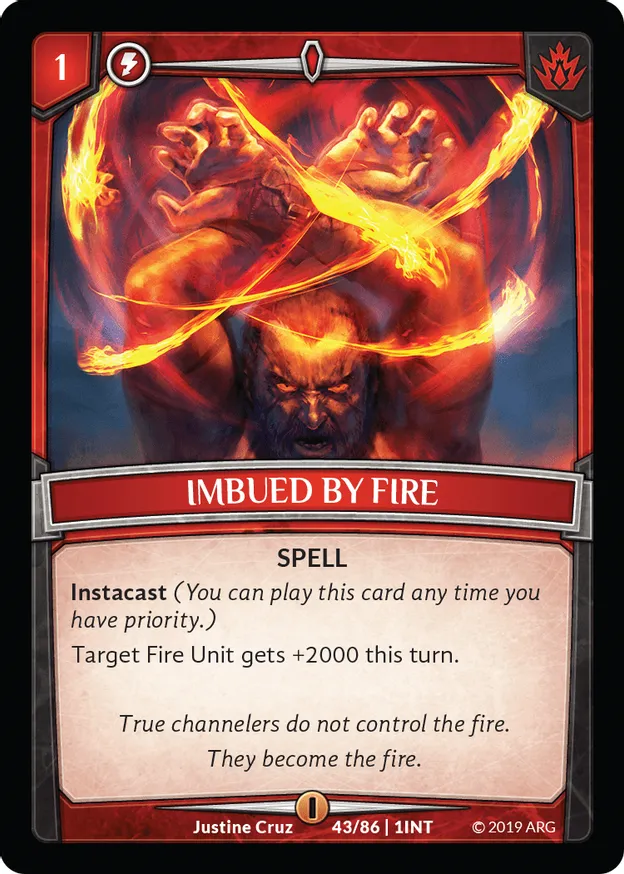 1
IMBUED BY FIRE
SPELL
Instacast (You can play this card any time you
have priority.)
Target Fire Unit gets +2000 this turn.
True channelers do not control the fire.
They become the fire.
I
Justine Cruz 43/86 | 1INT © 2019 ARG